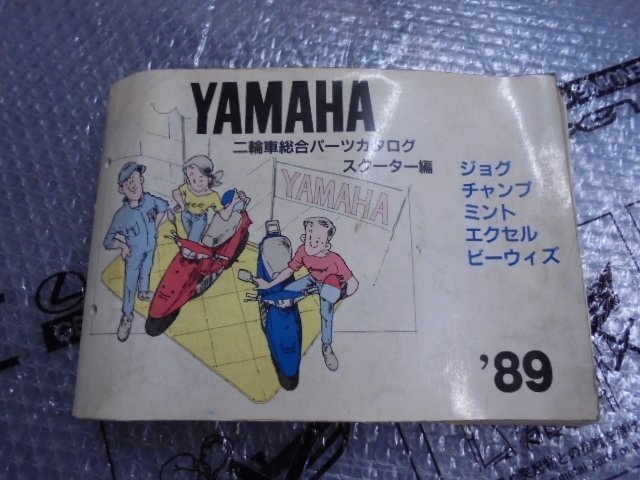 YAMAHA
二輪車総合パーツカタログ
スクーター編
YAMAHA
ジョグ
チャンプ
ミント
エクセル
ビーウィズ
'89